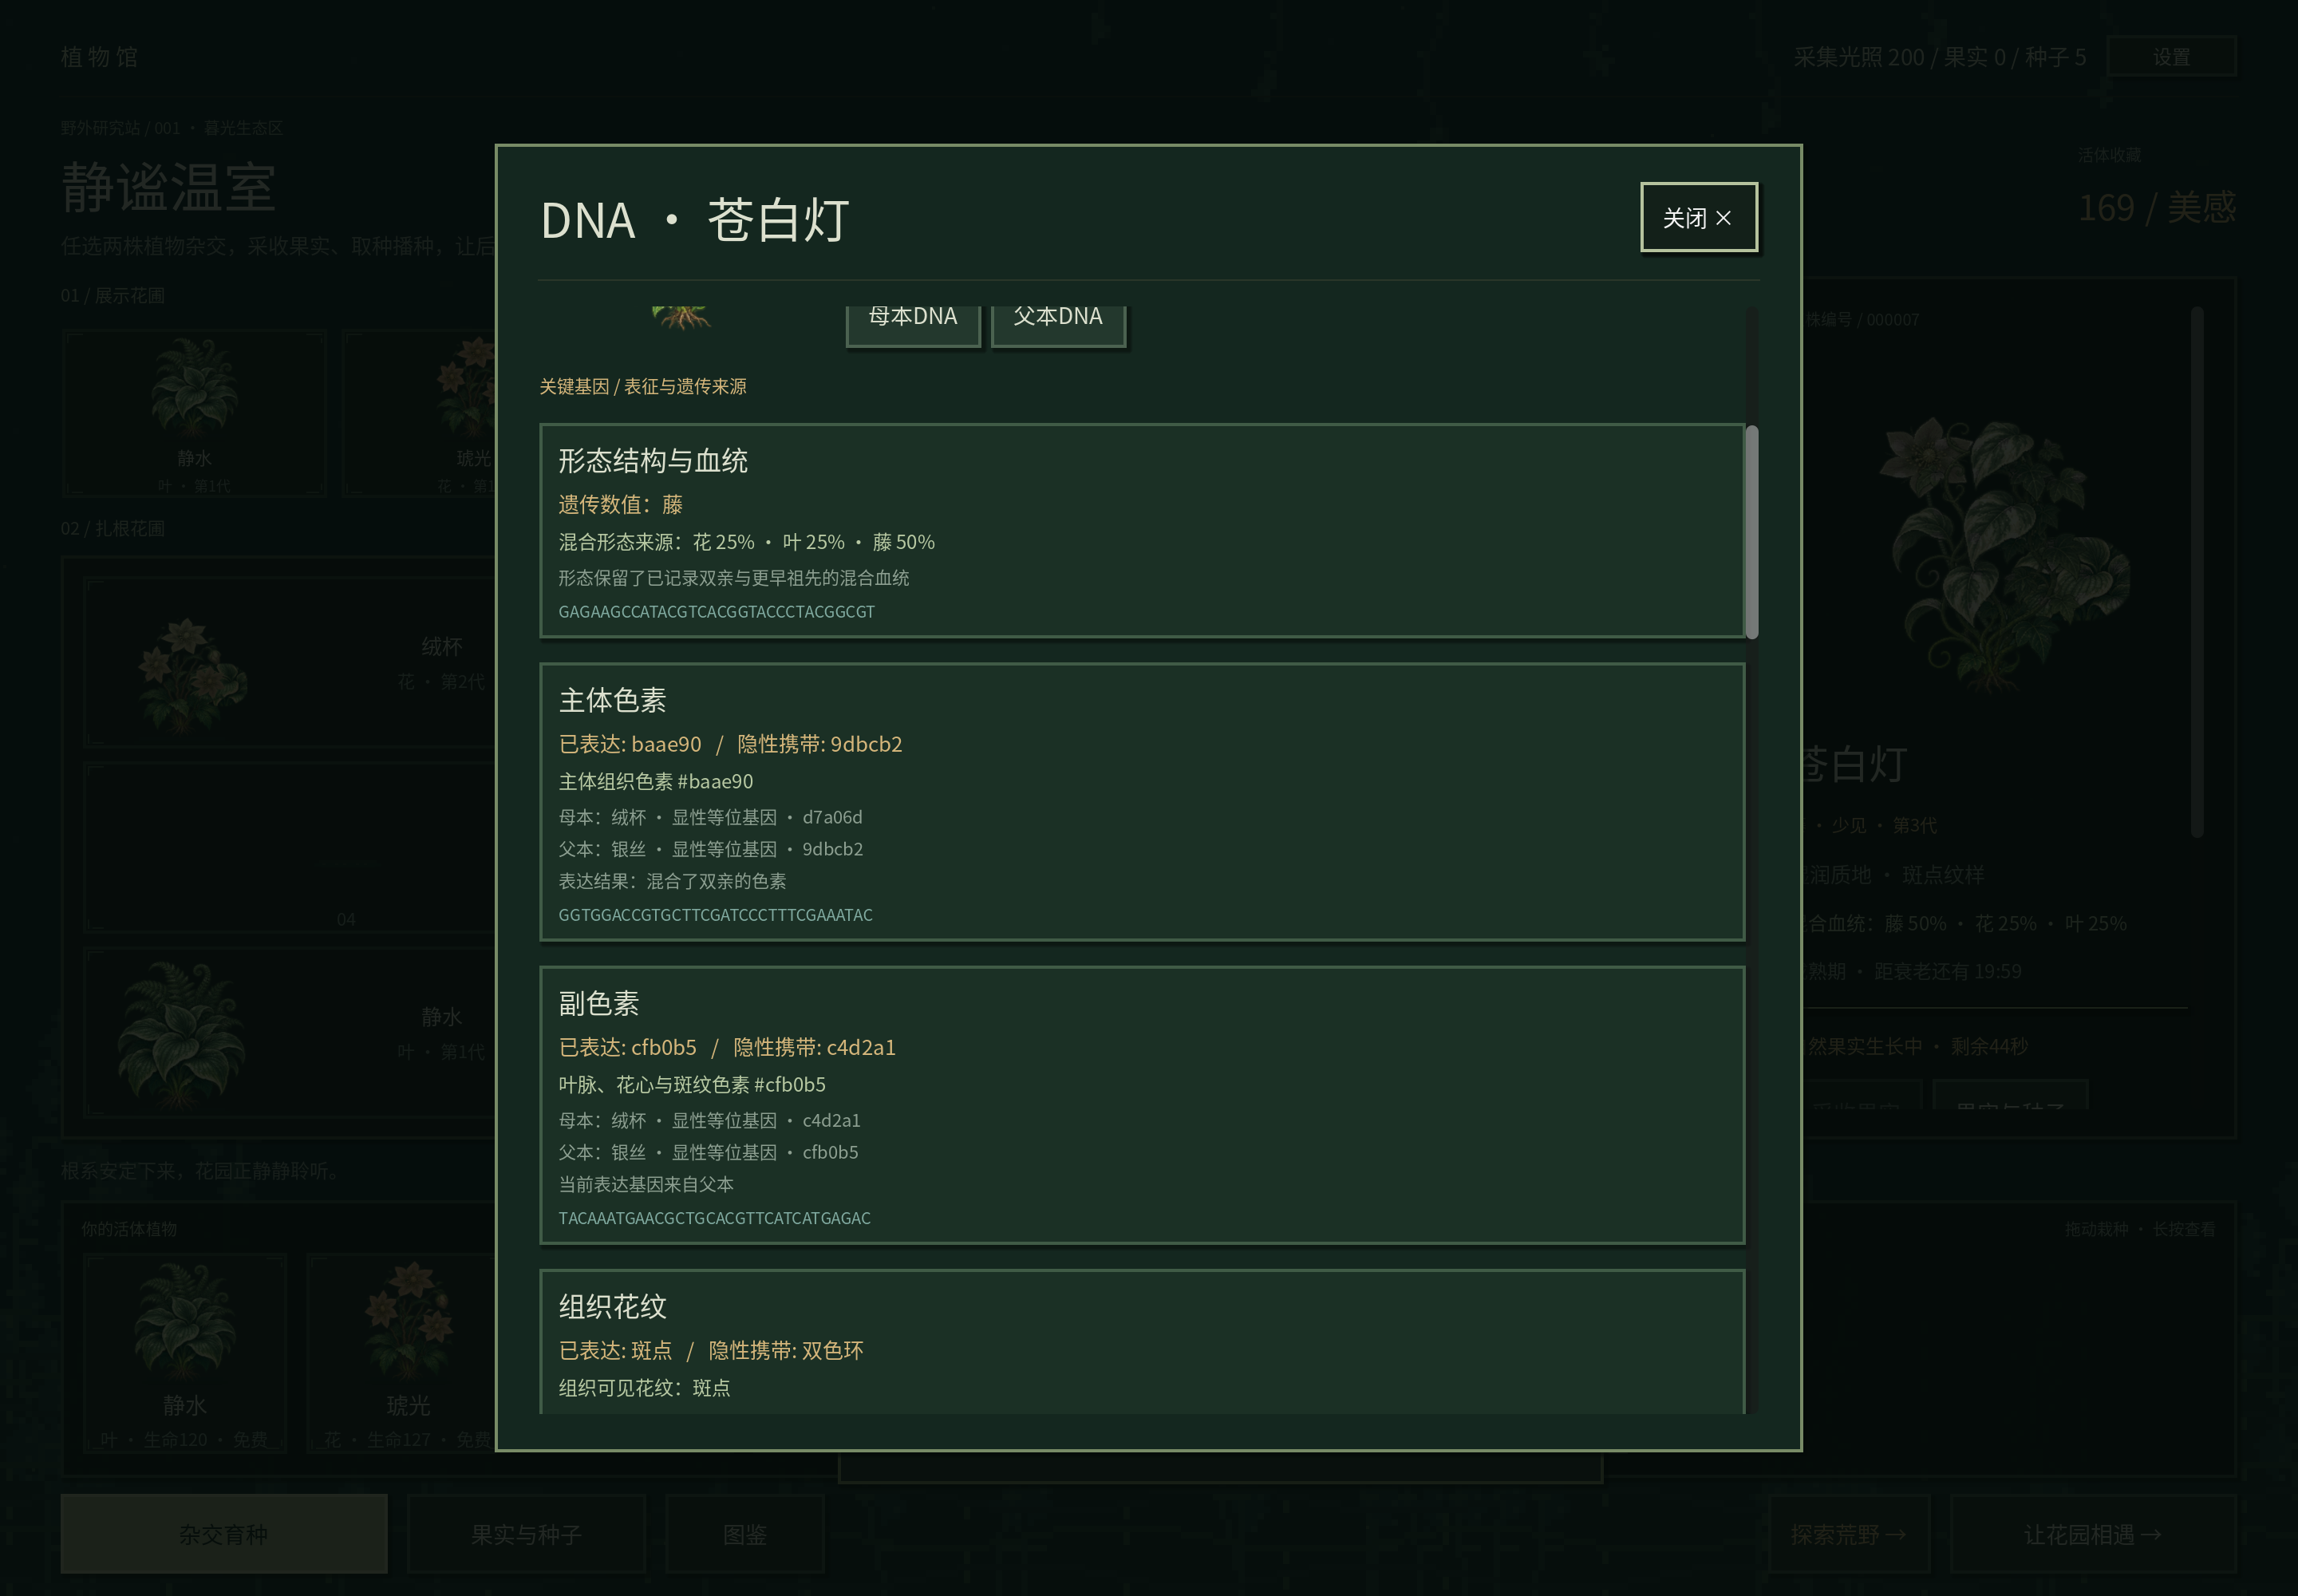 植物馆
采集光照 200 / 果实 0 / 种子 5
设置
野外研究站 / 001 · 暮光生态区
静谧温室
任选两株植物杂交，采收果实、取种播种，让后
活体收藏
169 / 美感
01 / 展示花圃
静水
叶 · 第1代
琥光
花 · 第1
02 / 扎根花圃
绒杯
花 · 第2代
04
静水
叶 · 第1代
根系安定下来，花园正静静聆听。
你的活体植物
静水
叶 · 生命120 · 免费
琥光
花 · 生命127 · 免费
杂交育种
果实与种子
图鉴
DNA · 苍白灯
关闭 ×
母本DNA
父本DNA
关键基因 / 表征与遗传来源
形态结构与血统
遗传数值：藤
混合形态来源：花 25% · 叶 25% · 藤 50%
形态保留了已记录双亲与更早祖先的混合血统
GAGAAGCCATACGTCACGGTACCCTACGGCGT
主体色素
已表达: baae90 / 隐性携带: 9dbcb2
主体组织色素 #baae90
母本：绒杯 · 显性等位基因 · d7a06d
父本：银丝 · 显性等位基因 · 9dbcb2
表达结果：混合了双亲的色素
GGTGGACCGTGCTTCGATCCCTTTCGAAATAC
副色素
已表达: cfb0b5 / 隐性携带: c4d2a1
叶脉、花心与斑纹色素 #cfb0b5
母本：绒杯 · 显性等位基因 · c4d2a1
父本：银丝 · 显性等位基因 · cfb0b5
当前表达基因来自父本
TACAAATGAACGCTGCACGTTCATCATGAGAC
组织花纹
已表达: 斑点 / 隐性携带: 双色环
组织可见花纹：斑点
株编号 / 000007
苍白灯
· 少见 · 第3代
润质地 · 斑点纹样
合血统：藤 50% · 花 25% · 叶 25%
熟期 · 距衰老还有 19:59
然果实生长中 · 剩余44秒
果实与种子
拖动栽种 · 长按查看
探索荒野 →
让花园相遇 →